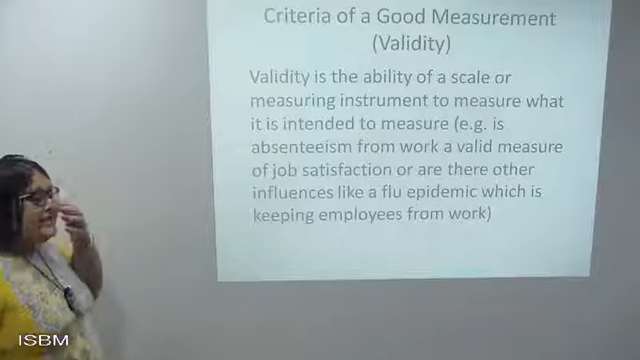 Criteria of a Good Measurement
(Validity)
Validity is the ability of a scale or
measuring instrument to measure what
it is intended to measure (e.g. is
absenteeism from work a valid measure
of job satisfaction or are there other
influences like a flu epidemic which is
keeping employees from work)
ISBM